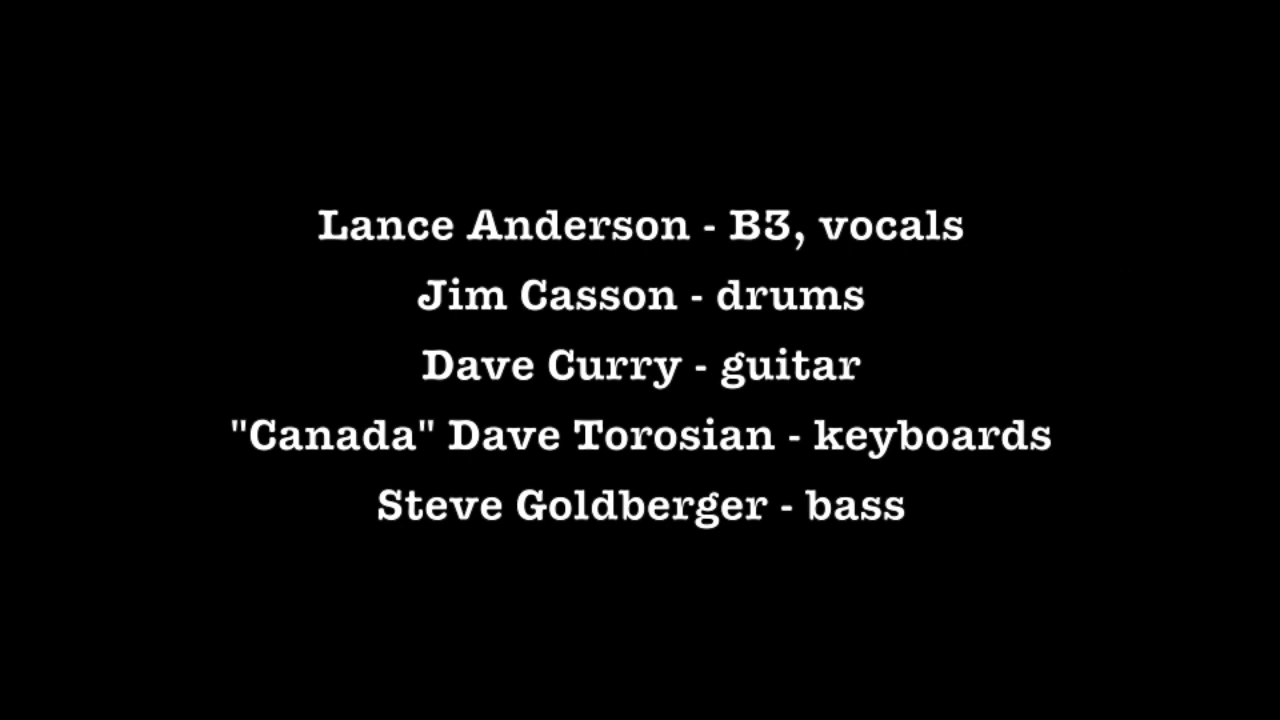 Lance Anderson - B3, vocals
Jim Casson - drums
Dave Curry - guitar
"Canada" Dave Torosian - keyboards
Steve Goldberger - bass